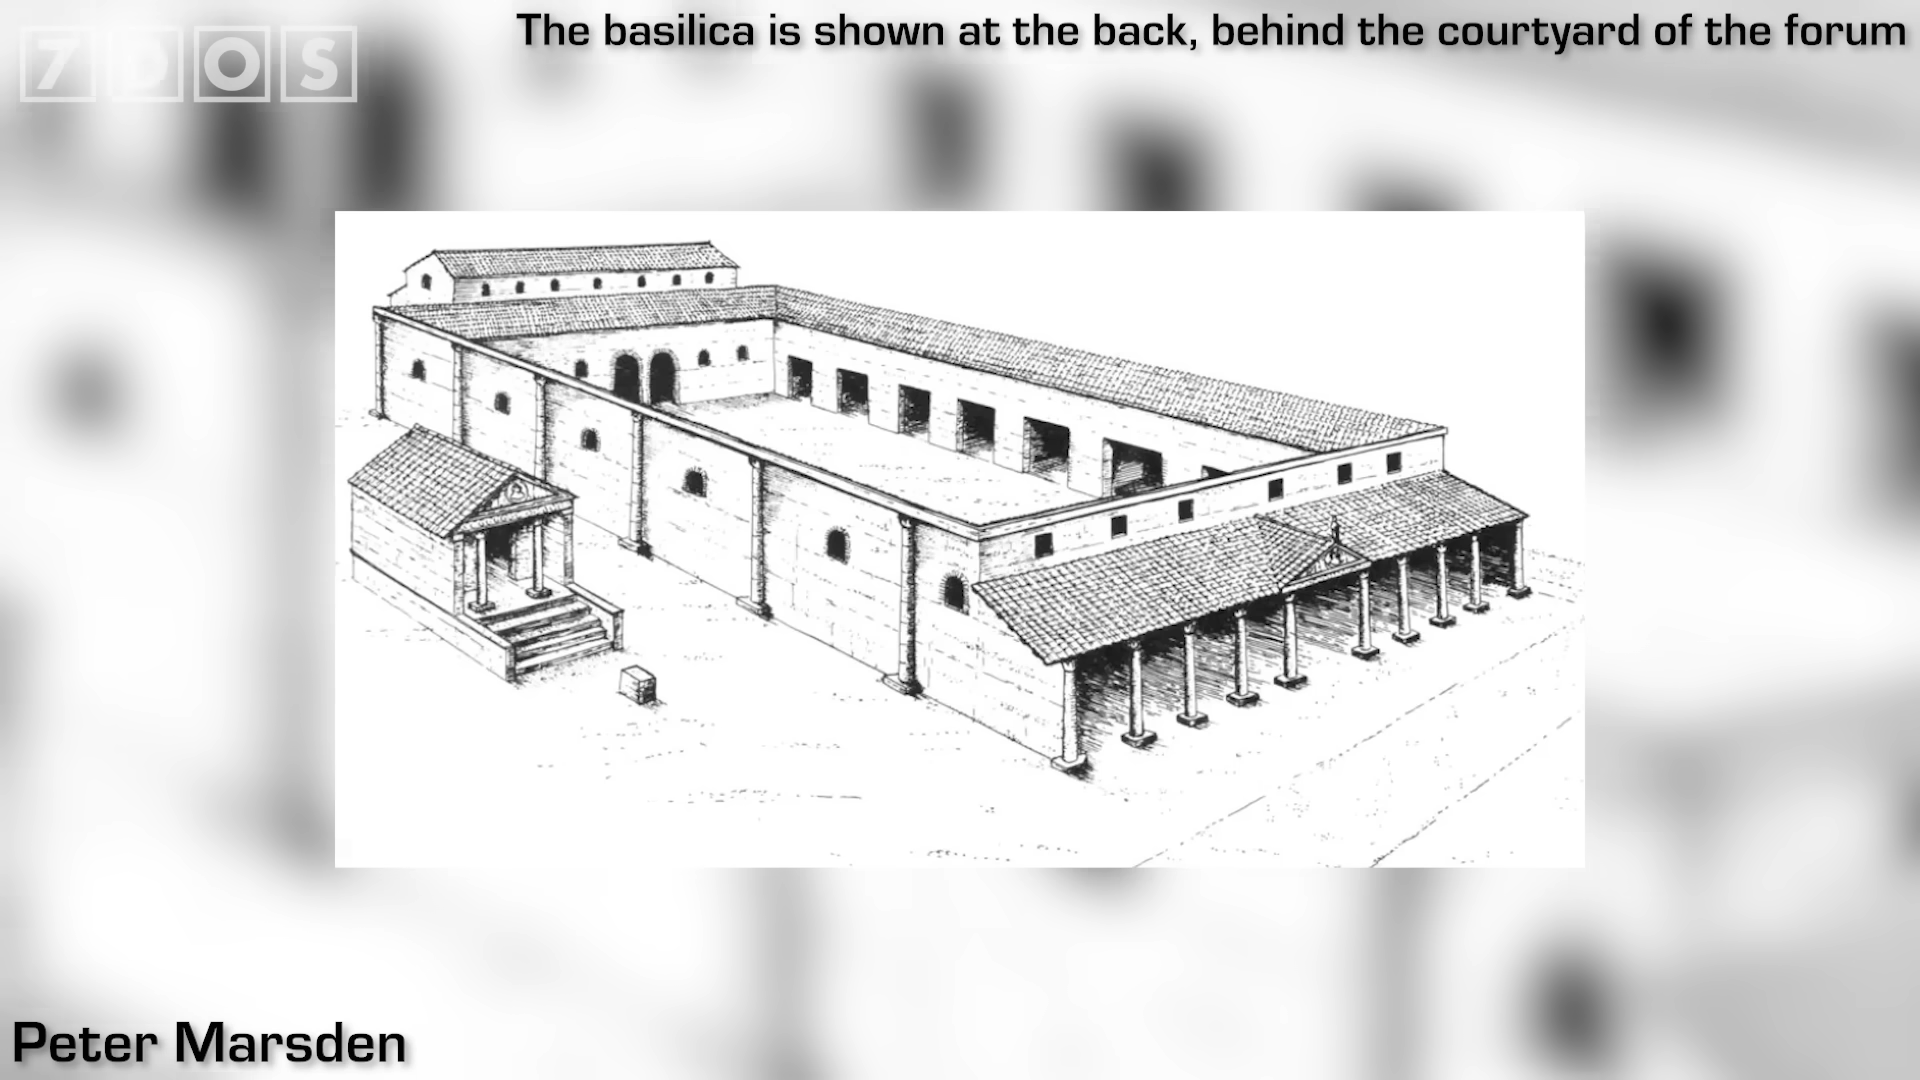 7DOS
The basilica is shown at the back, behind the courtyard of the forum
Peter Marsden